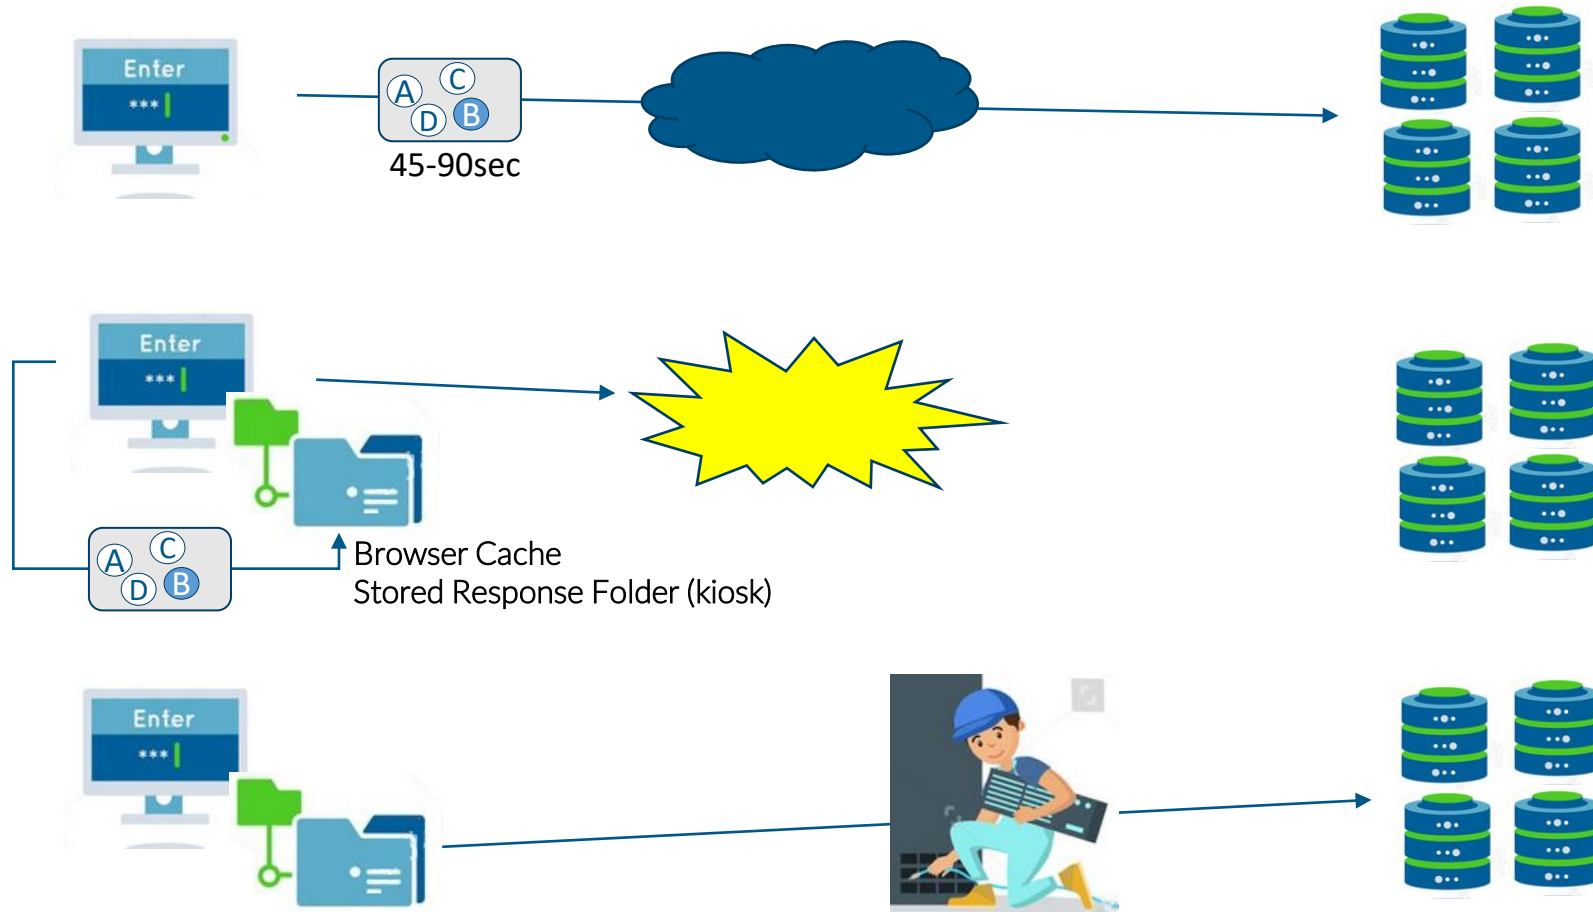 Enter
***
A
C
D
B
45-90sec
Enter
***
A
C
D
B
Browser Cache
Stored Response Folder (kiosk)
Enter
***